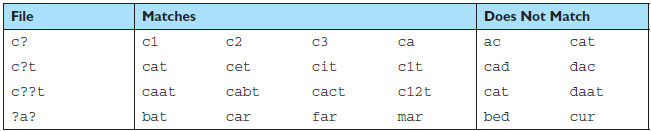 File Matches Does Not Match
c? c1 c2 c3 ca ac cat
c?t cat cet cit c1t cad dac
c??t caat cabt cact c12t cat daat
?a? bat car far mar bed cur